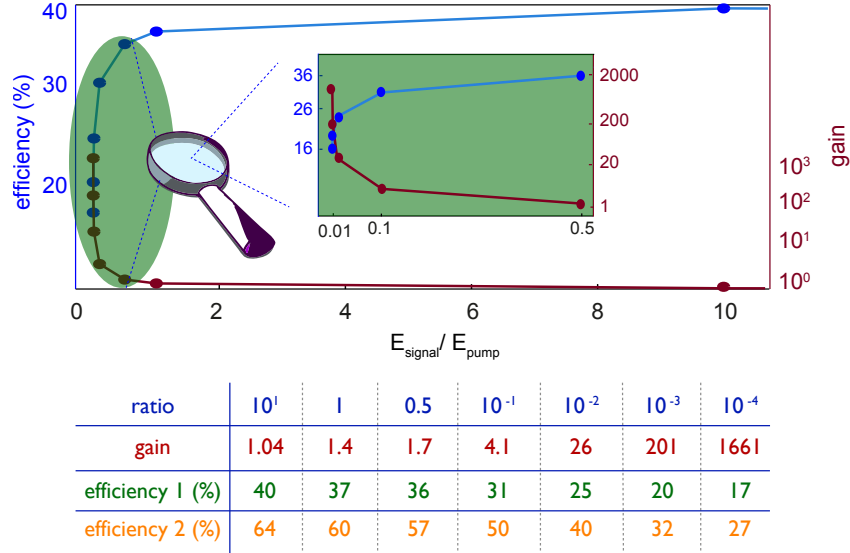 40
30
20
efficiency (%)
36
26
16
2000
200
20
1
0.01 0.1 0.5
10³
10²
10¹
10⁰
gain
0 2 4 6 8 10
E_signal/ E_pump
ratio 10¹ 1 0.5 10⁻¹ 10⁻² 10⁻³ 10⁻⁴
gain 1.04 1.4 1.7 4.1 26 201 1661
efficiency 1 (%) 40 37 36 31 25 20 17
efficiency 2 (%) 64 60 57 50 40 32 27